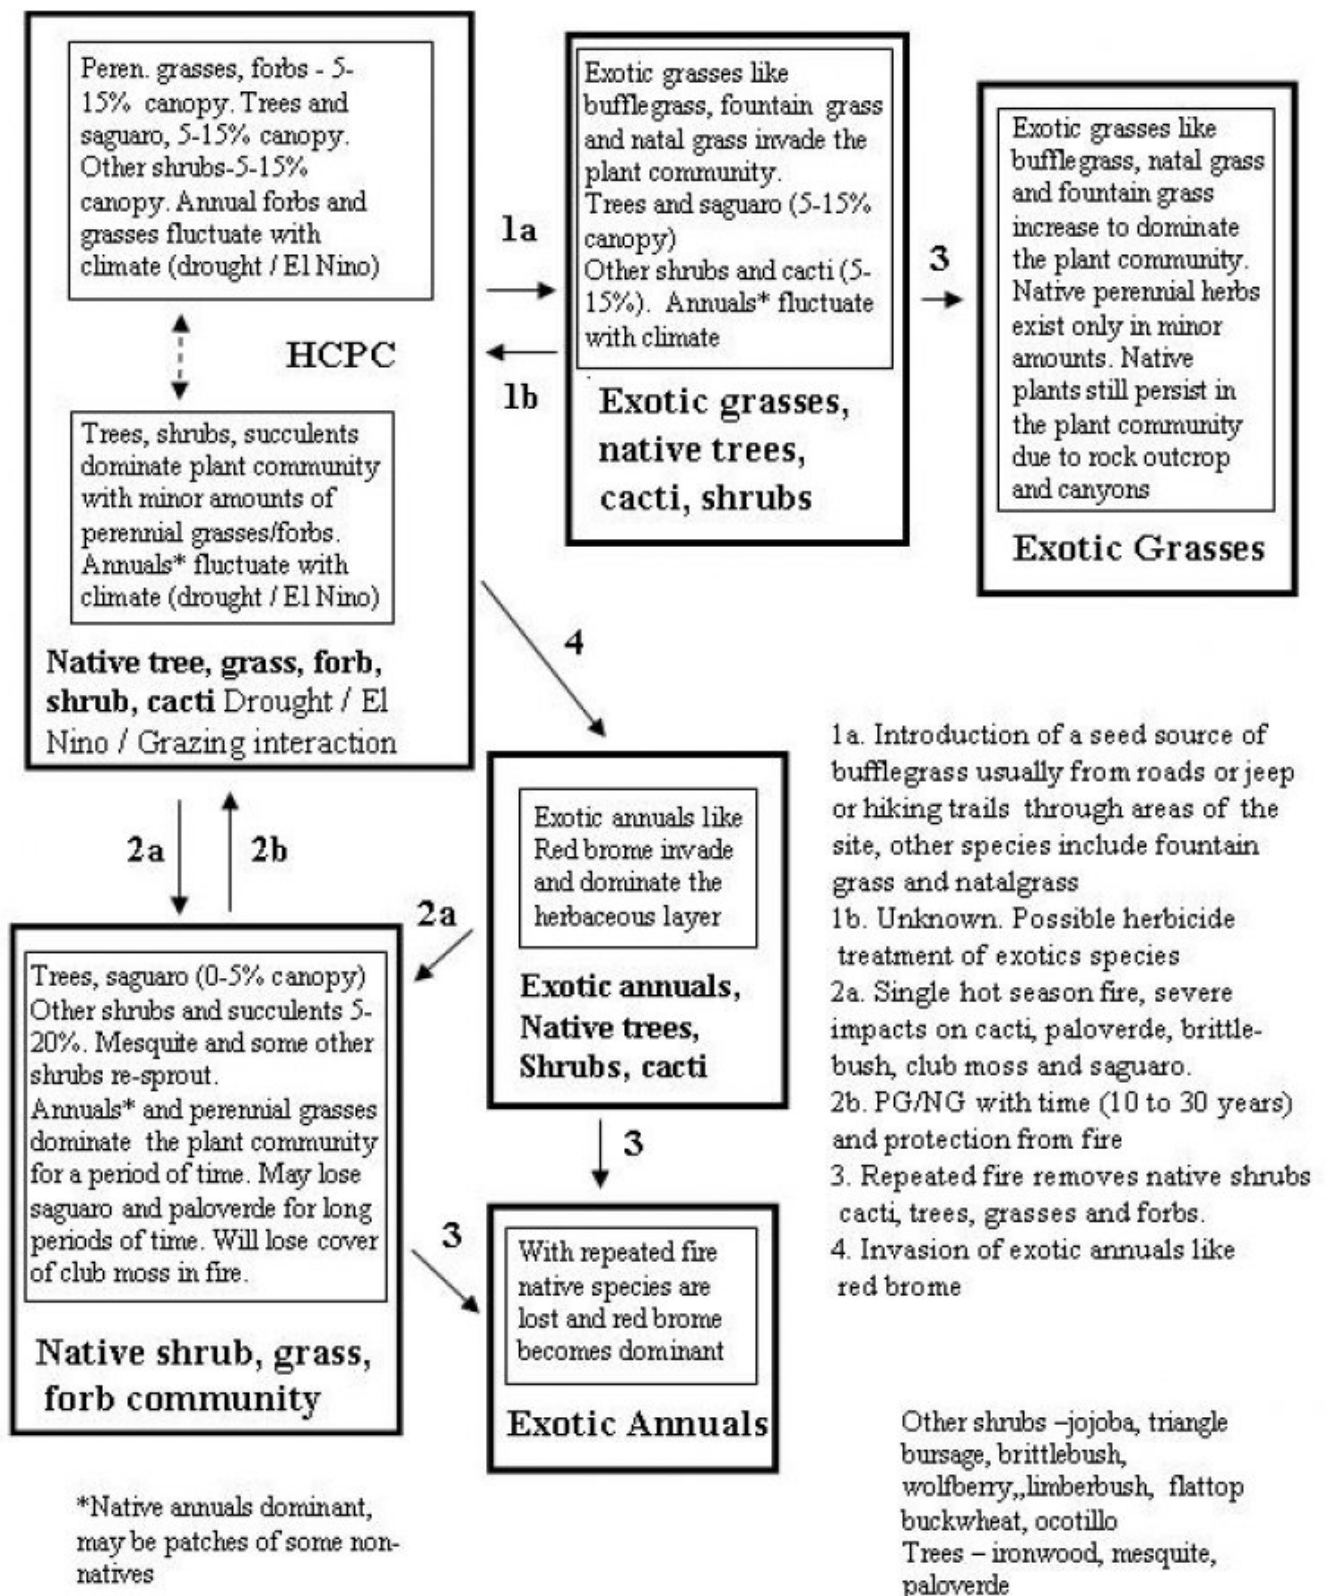 Peren. grasses, forbs - 5-
15% canopy. Trees and
saguaro, 5-15% canopy.
Other shrubs-5-15%
canopy. Annual forbs and
grasses fluctuate with
climate (drought / El Nino)
HCPC
Trees, shrubs, succulents
dominate plant community
with minor amounts of
perennial grasses/forbs.
Annuals* fluctuate with
climate (drought / El Nino)
Native tree, grass, forb,
shrub, cacti Drought / El
Nino / Grazing interaction
1a
1b
Exotic grasses like
bufflegrass, fountain grass
and natal grass invade the
plant community.
Trees and saguaro (5-15%
canopy)
Other shrubs and cacti (5-
15%). Annuals* fluctuate
with climate
Exotic grasses,
native trees,
cacti, shrubs
3
Exotic grasses like
bufflegrass, natal grass
and fountain grass
increase to dominate
the plant community.
Native perennial herbs
exist only in minor
amounts. Native
plants still persist in
the plant community
due to rock outcrop
and canyons
Exotic Grasses
4
2a
2b
Exotic annuals like
Red brome invade
and dominate the
herbaceous layer
Exotic annuals,
Native trees,
Shrubs, cacti
2a
Trees, saguaro (0-5% canopy)
Other shrubs and succulents 5-
20%. Mesquite and some other
shrubs re-sprout.
Annuals* and perennial grasses
dominate the plant community
for a period of time. May lose
saguaro and paloverde for long
periods of time. Will lose cover
of club moss in fire.
Native shrub, grass,
forb community
3
3
With repeated fire
native species are
lost and red brome
becomes dominant
Exotic Annuals
1a. Introduction of a seed source of
bufflegrass usually from roads or jeep
or hiking trails through areas of the
site, other species include fountain
grass and natalgrass
1b. Unknown. Possible herbicide
treatment of exotics species
2a. Single hot season fire, severe
impacts on cacti, paloverde, brittle-
bush, club moss and saguaro.
2b. PG/NG with time (10 to 30 years)
and protection from fire
3. Repeated fire removes native shrubs
cacti, trees, grasses and forbs.
4. Invasion of exotic annuals like
red brome
*Native annuals dominant,
may be patches of some non-
natives
Other shrubs –jojoba, triangle
bursage, brittlebush,
wolfberry,,limberbush, flattop
buckwheat, ocotillo
Trees – ironwood, mesquite,
paloverde